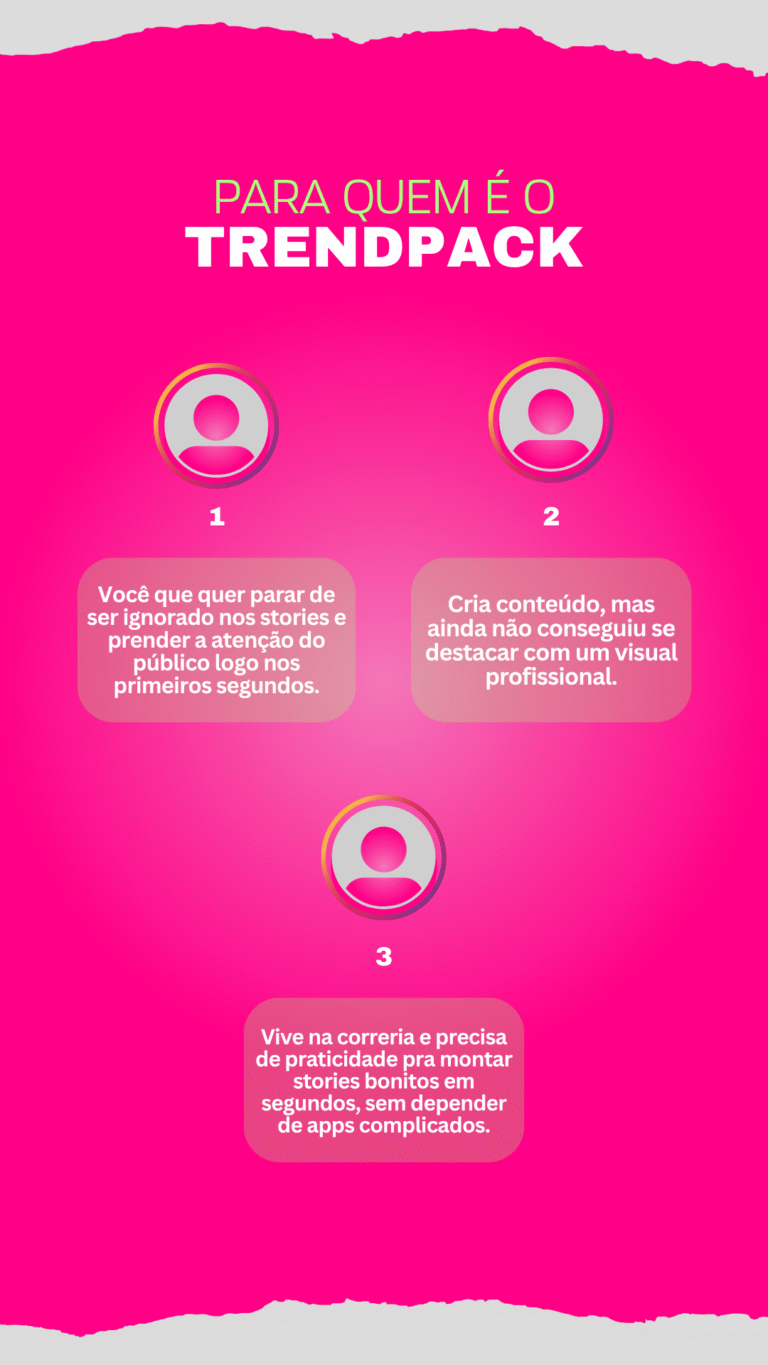 PARA QUEM É O
TRENDPACK
1
Você que quer parar de
ser ignorado nos stories e
prender a atenção do
público logo nos
primeiros segundos.
2
Cria conteúdo, mas
ainda não conseguiu se
destacar com um visual
profissional.
3
Vive na correria e precisa
de praticidade pra montar
stories bonitos em
segundos, sem depender
de apps complicados.